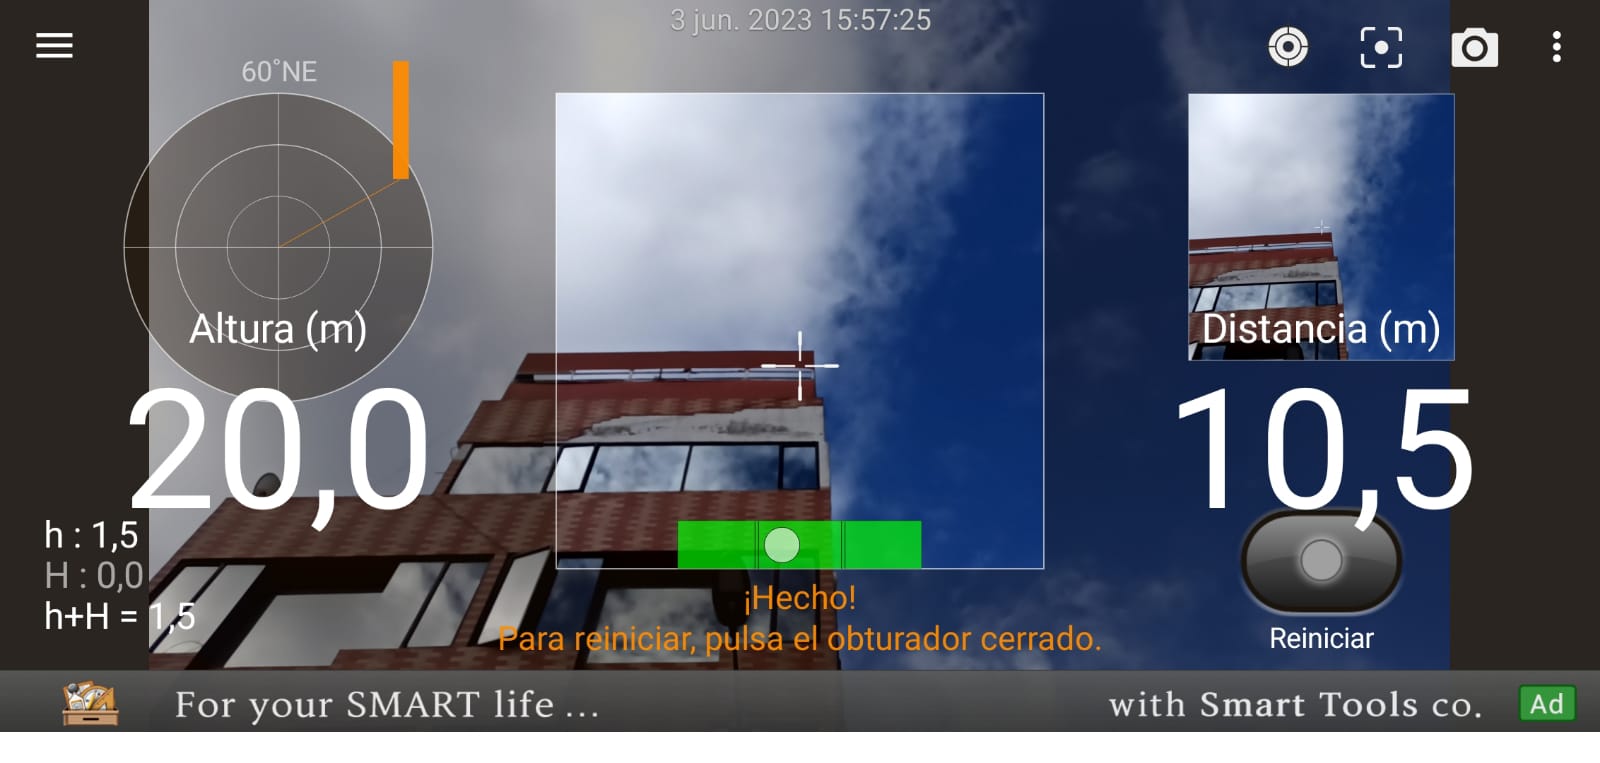 3 jun. 2023 15:57:25
60°NE
Altura (m)
20,0
Distancia (m)
10,5
h : 1,5
H : 0,0
h+H = 1,5
¡Hecho!
Para reiniciar, pulsa el obturador cerrado.
Reiniciar
For your SMART life ...
with Smart Tools co.
Ad